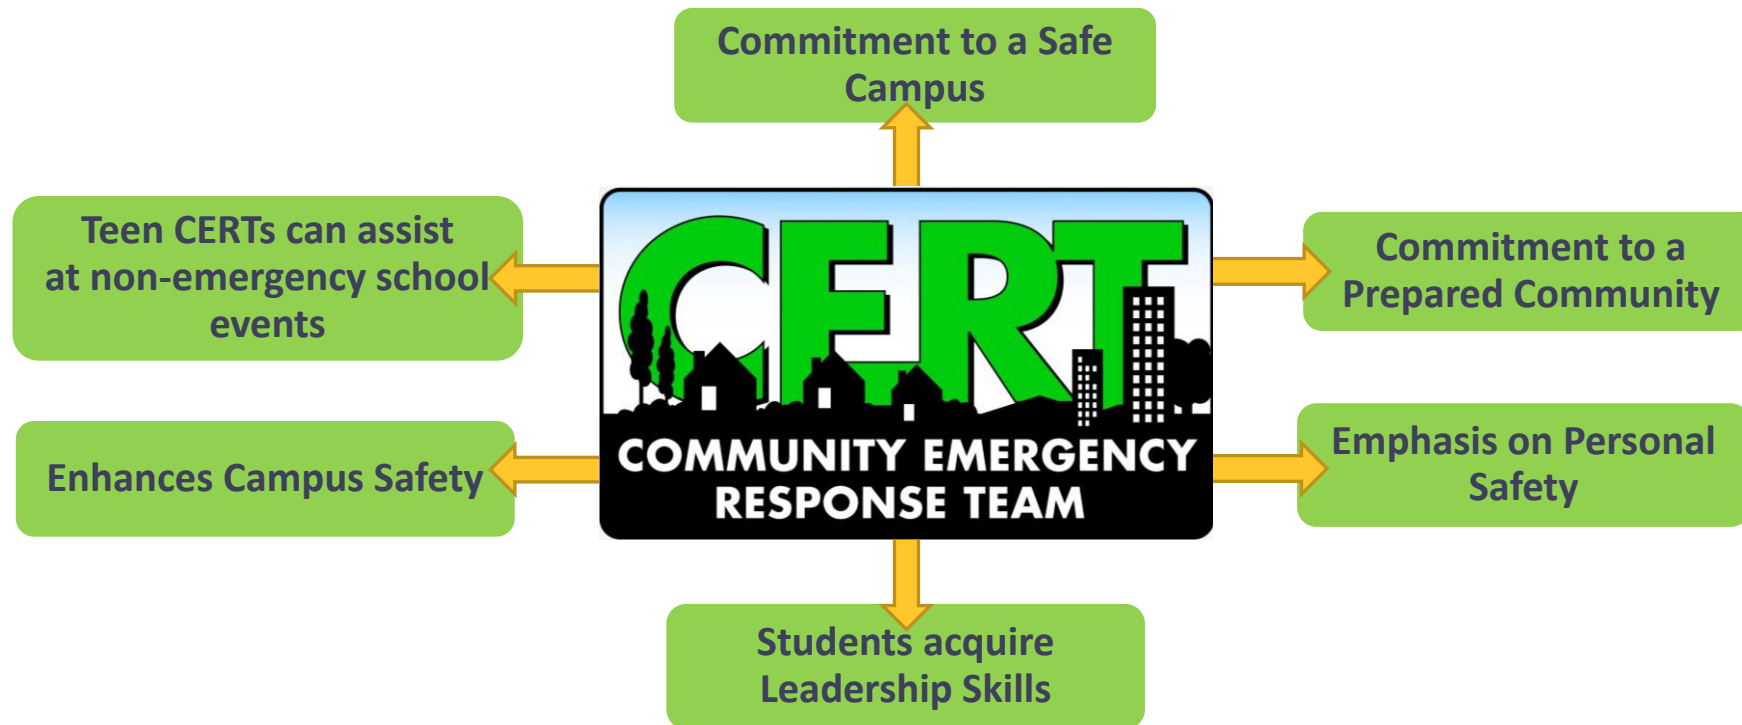 Commitment to a Safe
Campus
Teen CERTs can assist
at non-emergency school
events
Commitment to a
Prepared Community
CERT
COMMUNITY EMERGENCY
RESPONSE TEAM
Enhances Campus Safety
Emphasis on Personal
Safety
Students acquire
Leadership Skills